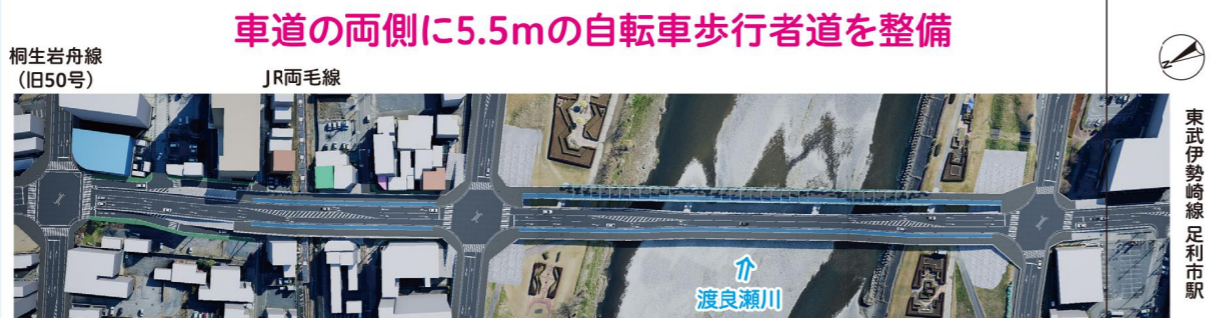 車道の両側に5.5mの自転車歩行者道を整備
桐生岩舟線
（旧50号）
JR両毛線
東武伊勢崎線 足利市駅
渡良瀬川